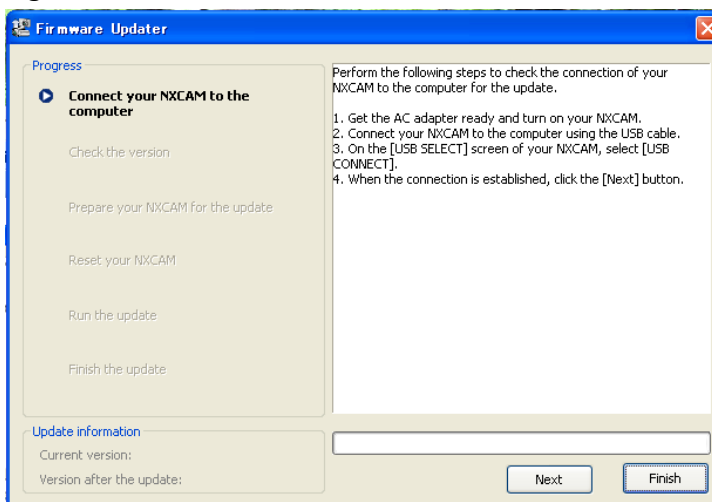 Firmware Updater
Progress
Connect your NXCAM to the
computer
Check the version
Prepare your NXCAM for the update
Reset your NXCAM
Run the update
Finish the update
Perform the following steps to check the connection of your
NXCAM to the computer for the update.
1. Get the AC adapter ready and turn on your NXCAM.
2. Connect your NXCAM to the computer using the USB cable.
3. On the [USB SELECT] screen of your NXCAM, select [USB
CONNECT].
4. When the connection is established, click the [Next] button.
Update information
Current version:
Version after the update:
Next
Finish